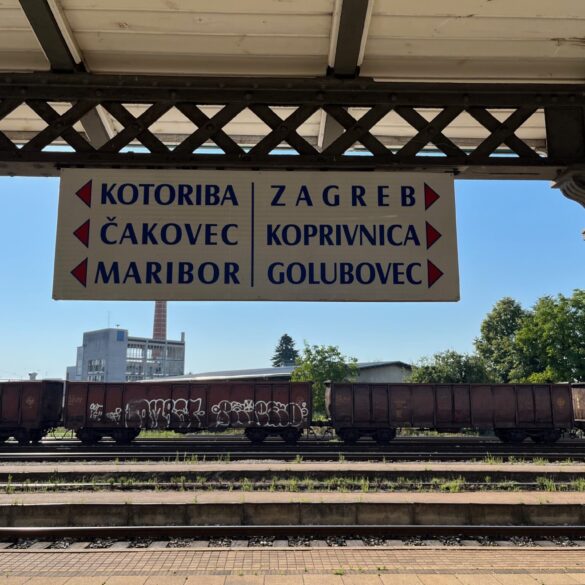 KOTORIBA
ČAKOVEC
MARIBOR
ZAGREB
KOPRIVNICA
GOLUBOVEC